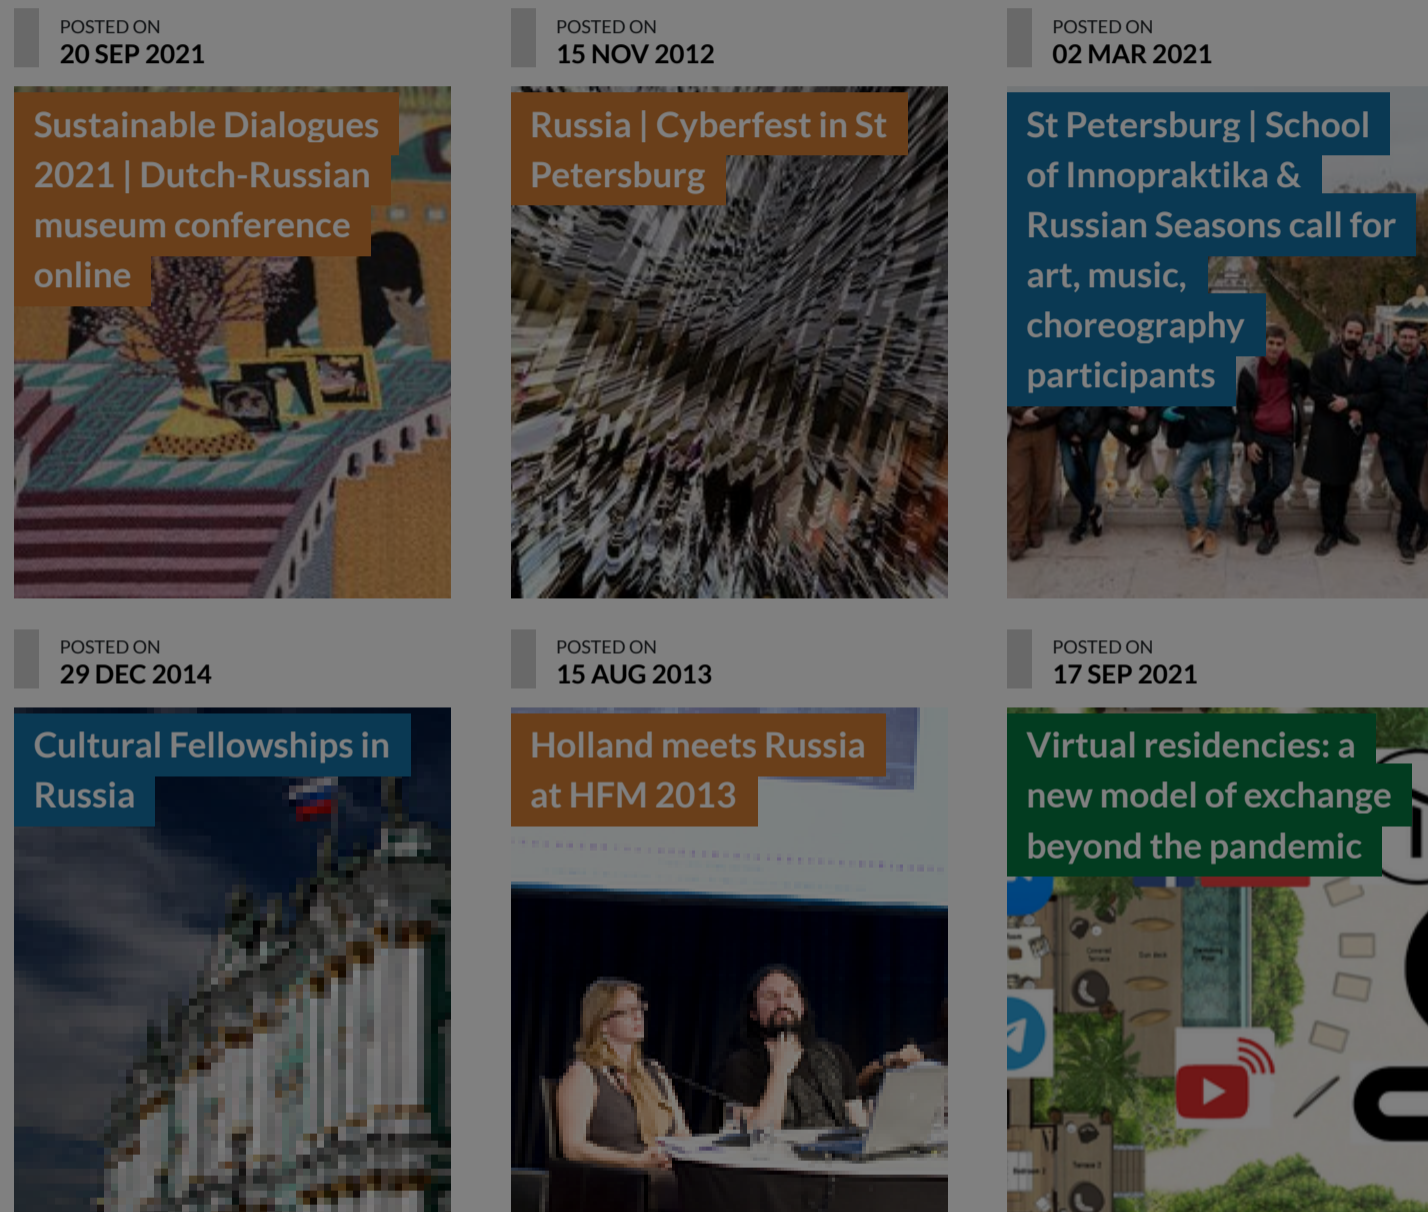 POSTED ON
20 SEP 2021
Sustainable Dialogues
2021 | Dutch-Russian
museum conference
online
POSTED ON
15 NOV 2012
Russia | Cyberfest in St
Petersburg
POSTED ON
02 MAR 2021
St Petersburg | School
of Innopraktika &
Russian Seasons call for
art, music,
choreography
participants
POSTED ON
29 DEC 2014
Cultural Fellowships in
Russia
POSTED ON
15 AUG 2013
Holland meets Russia
at HFM 2013
POSTED ON
17 SEP 2021
Virtual residencies: a
new model of exchange
beyond the pandemic